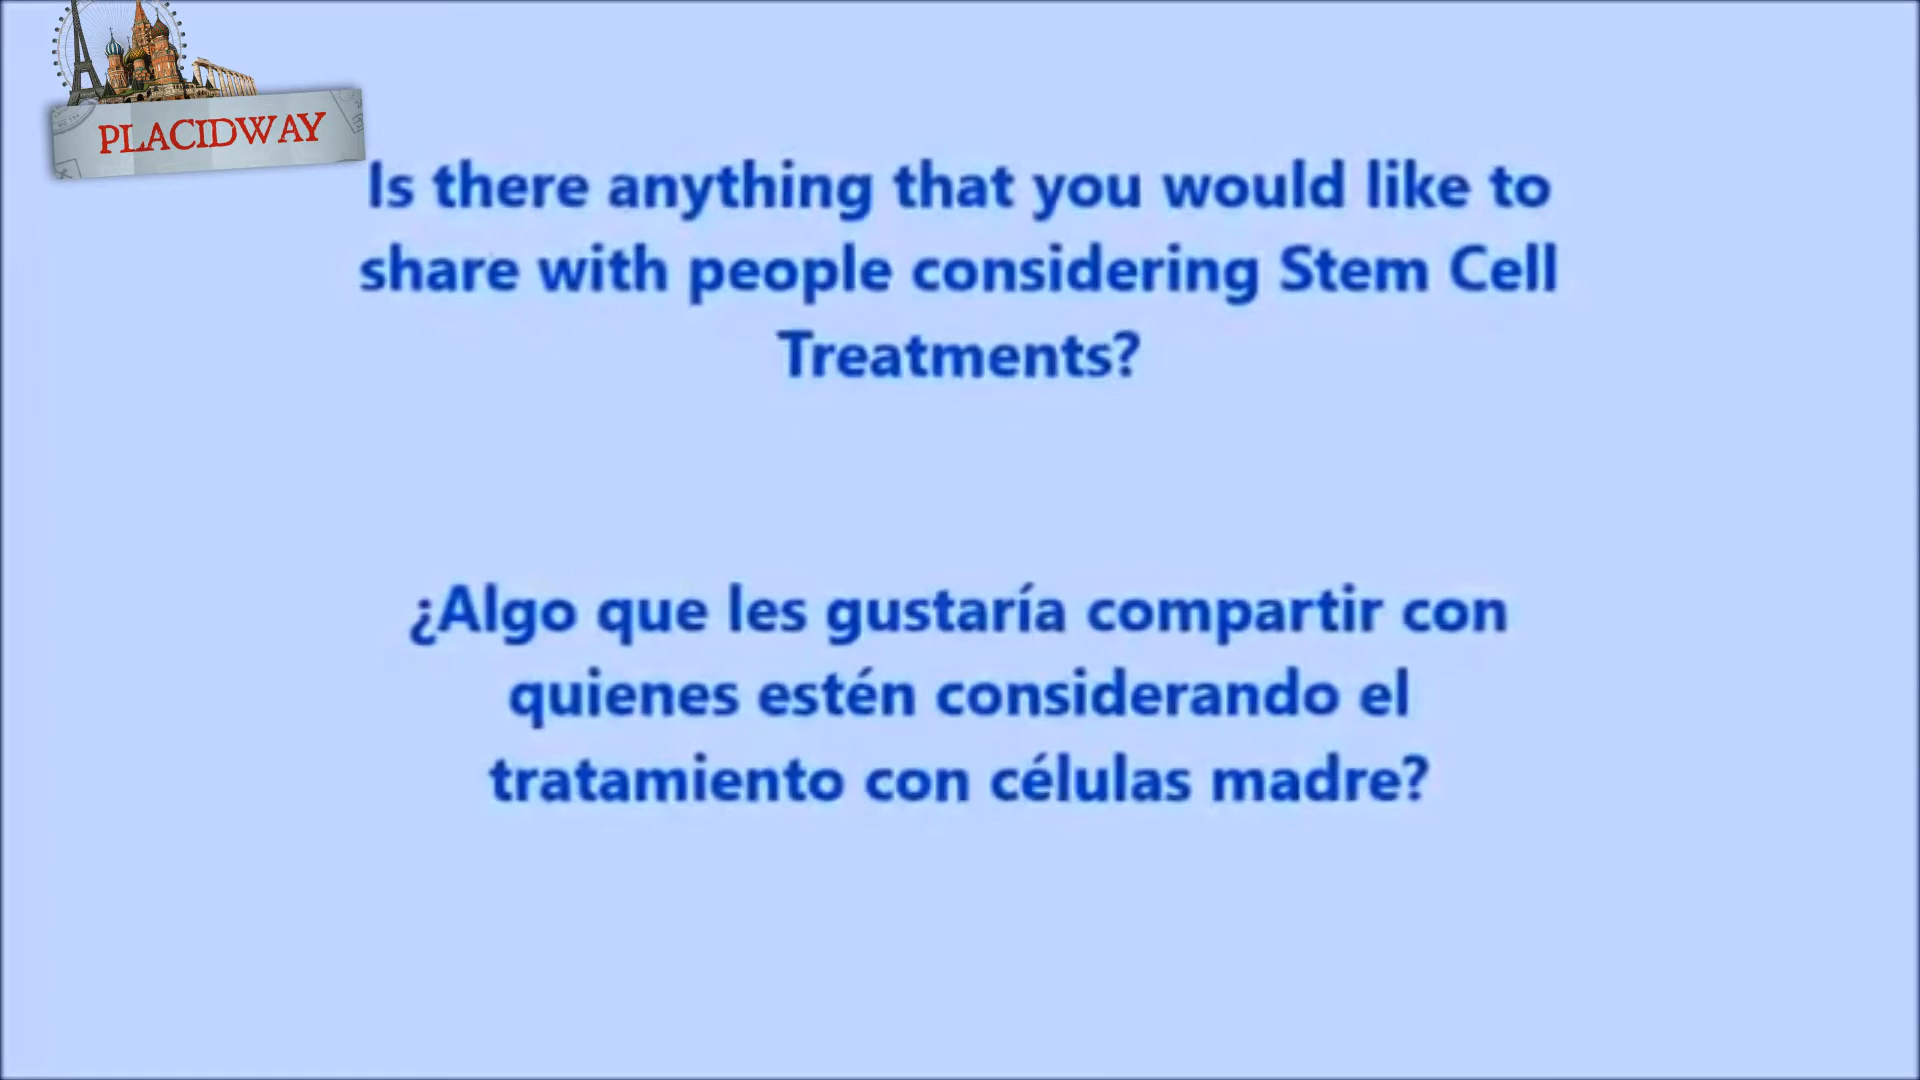 PLACIDWAY
Is there anything that you would like to
share with people considering Stem Cell
Treatments?
¿Algo que les gustaría compartir con
quienes estén considerando el
tratamiento con células madre?